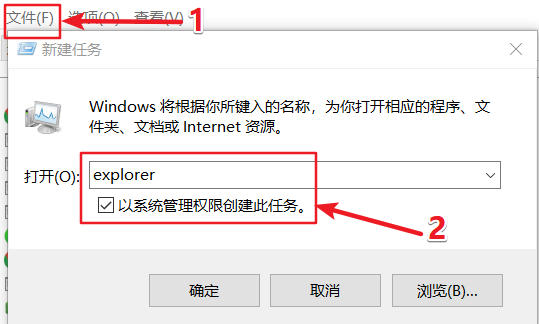 文件(F) 选项(O) 查看(V)
1
新建任务
Windows 将根据你所键入的名称，为你打开相应的程序、文
件夹、文档或 Internet 资源。
打开(O): explorer
以系统管理权限创建此任务。
2
确定 取消 浏览(B)...